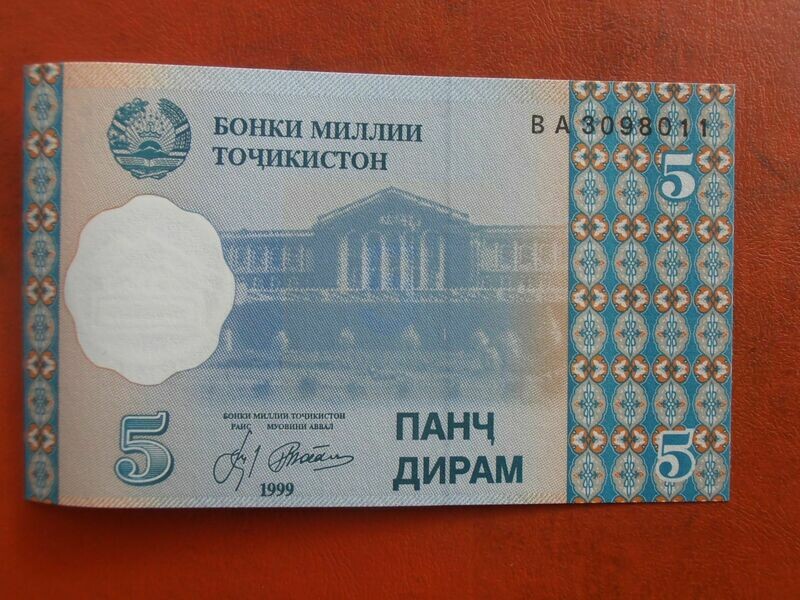 БОНКИ МИЛЛИИ
ТОҶИКИСТОН
ВА 3098011
5
БОНКИ МИЛЛИИ ТОҶИКИСТОН
РАИС МУОВИНИ АВВАЛ
1999
5
ПАНҶ
ДИРАМ
5